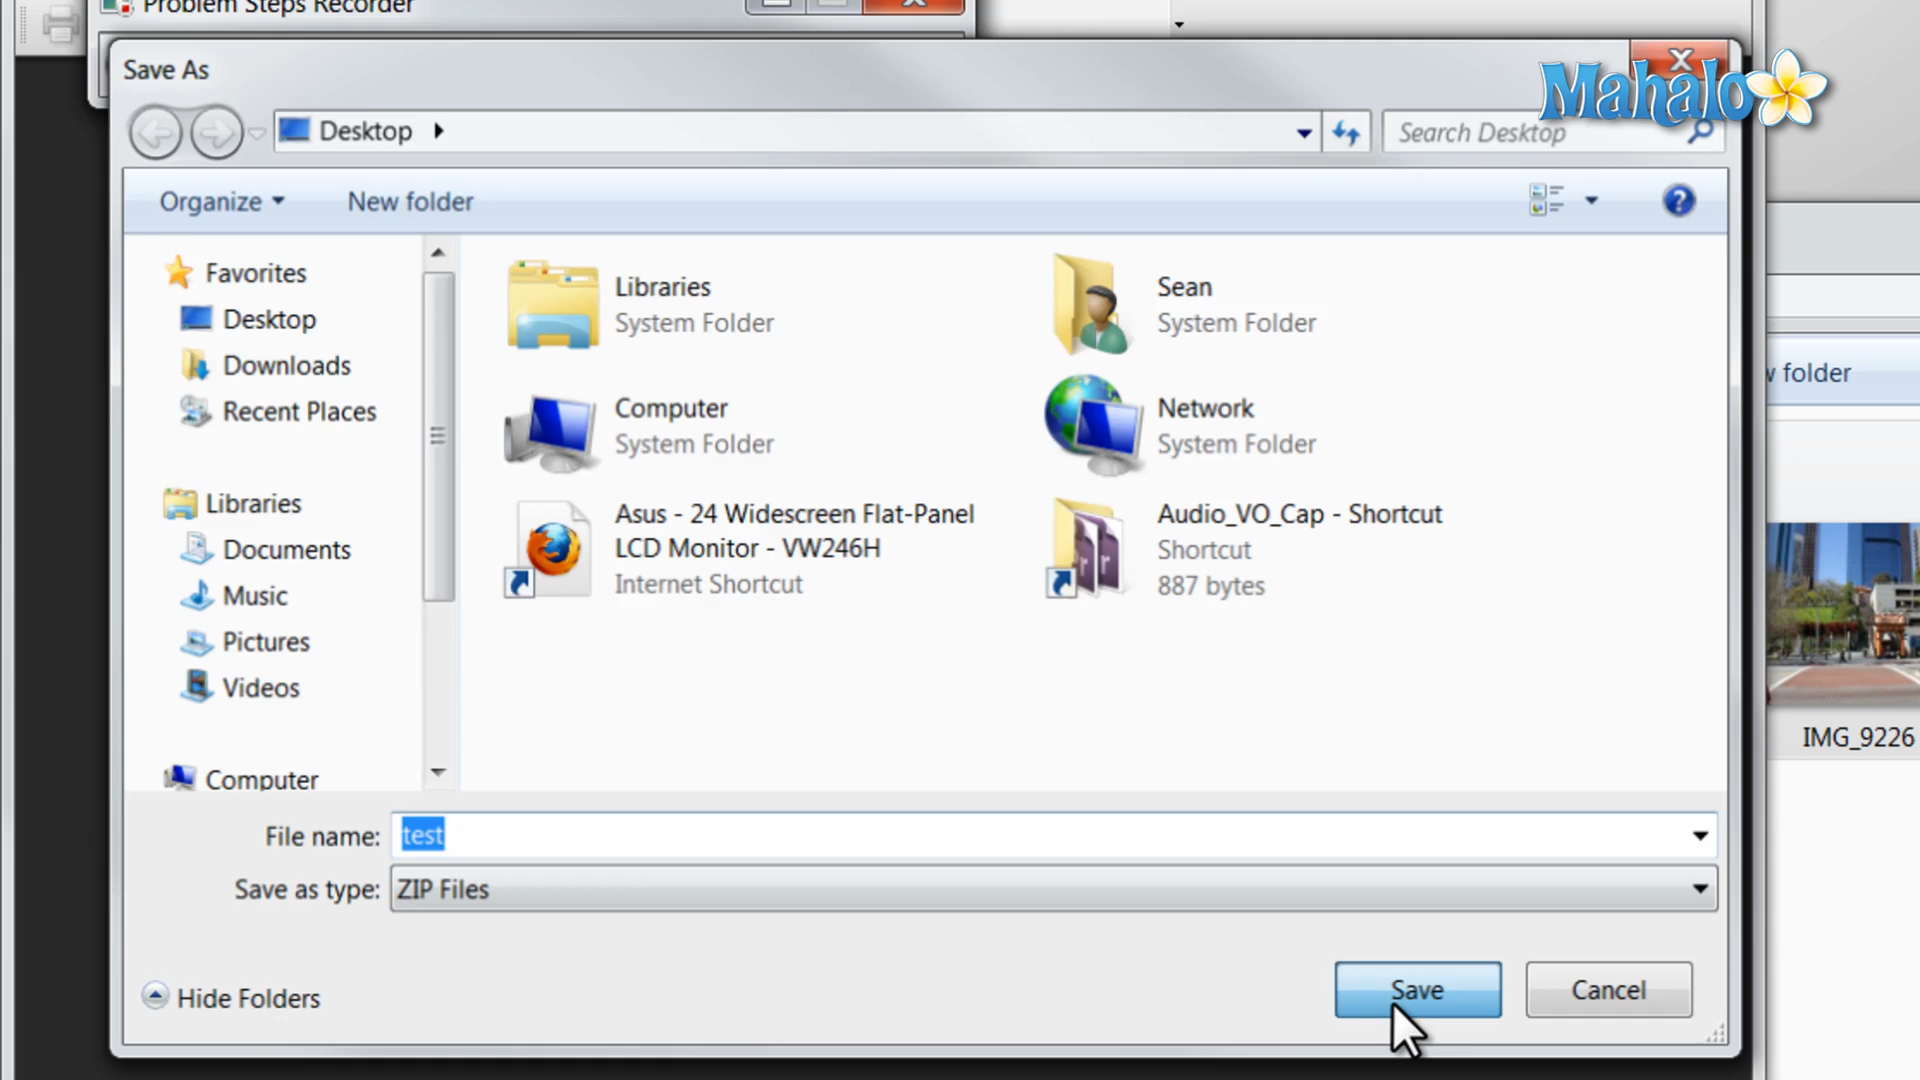 Problem Steps Recorder
Save As
Mahalo
Desktop
Search Desktop
Organize
New folder
Favorites
Desktop
Downloads
Recent Places
Libraries
Documents
Music
Pictures
Videos
Computer
Libraries
System Folder
Sean
System Folder
Computer
System Folder
Network
System Folder
Asus - 24 Widescreen Flat-Panel
LCD Monitor - VW246H
Internet Shortcut
Audio_VO_Cap - Shortcut
Shortcut
887 bytes
w folder
IMG_9226
File name: test
Save as type: ZIP Files
Hide Folders
Save
Cancel